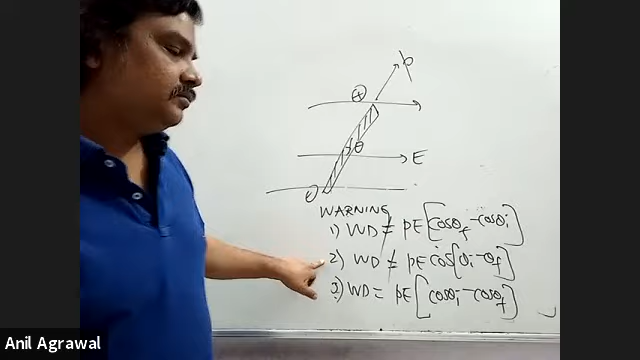 p
⊕
θ
E
⊖
WARNING
1) WD ≠ PE[cosθf - cosθi]
2) WD ≠ PE cos[θi - θf]
3) WD = PE[cosθi - cosθf]
Anil Agrawal